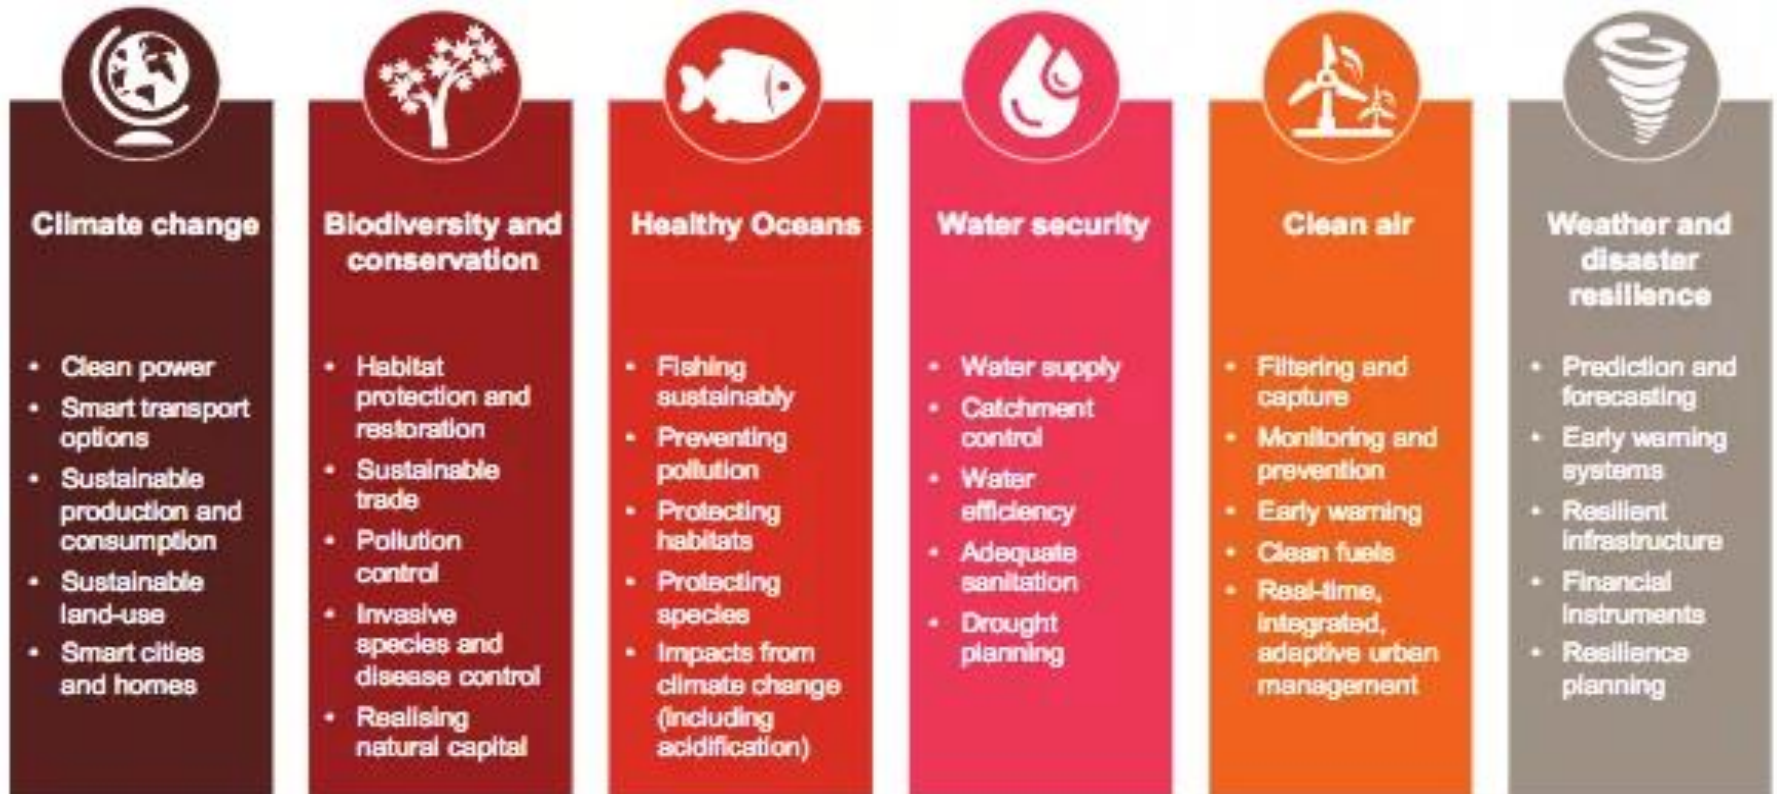 Climate change
• Clean power
• Smart transport
options
• Sustainable
production and
consumption
• Sustainable
land-use
• Smart cities
and homes
Biodiversity and
conservation
• Habitat
protection and
restoration
• Sustainable
trade
• Pollution
control
• Invasive
species and
disease control
• Realising
natural capital
Healthy Oceans
• Fishing
sustainably
• Preventing
pollution
• Protecting
habitats
• Protecting
species
• Impacts from
climate change
(including
acidification)
Water security
• Water supply
• Catchment
control
• Water
efficiency
• Adequate
sanitation
• Drought
planning
Clean air
• Filtering and
capture
• Monitoring and
prevention
• Early warning
• Clean fuels
• Real-time,
integrated,
adaptive urban
management
Weather and
disaster
resilience
• Prediction and
forecasting
• Early warning
systems
• Resilient
infrastructure
• Financial
instruments
• Resilience
planning